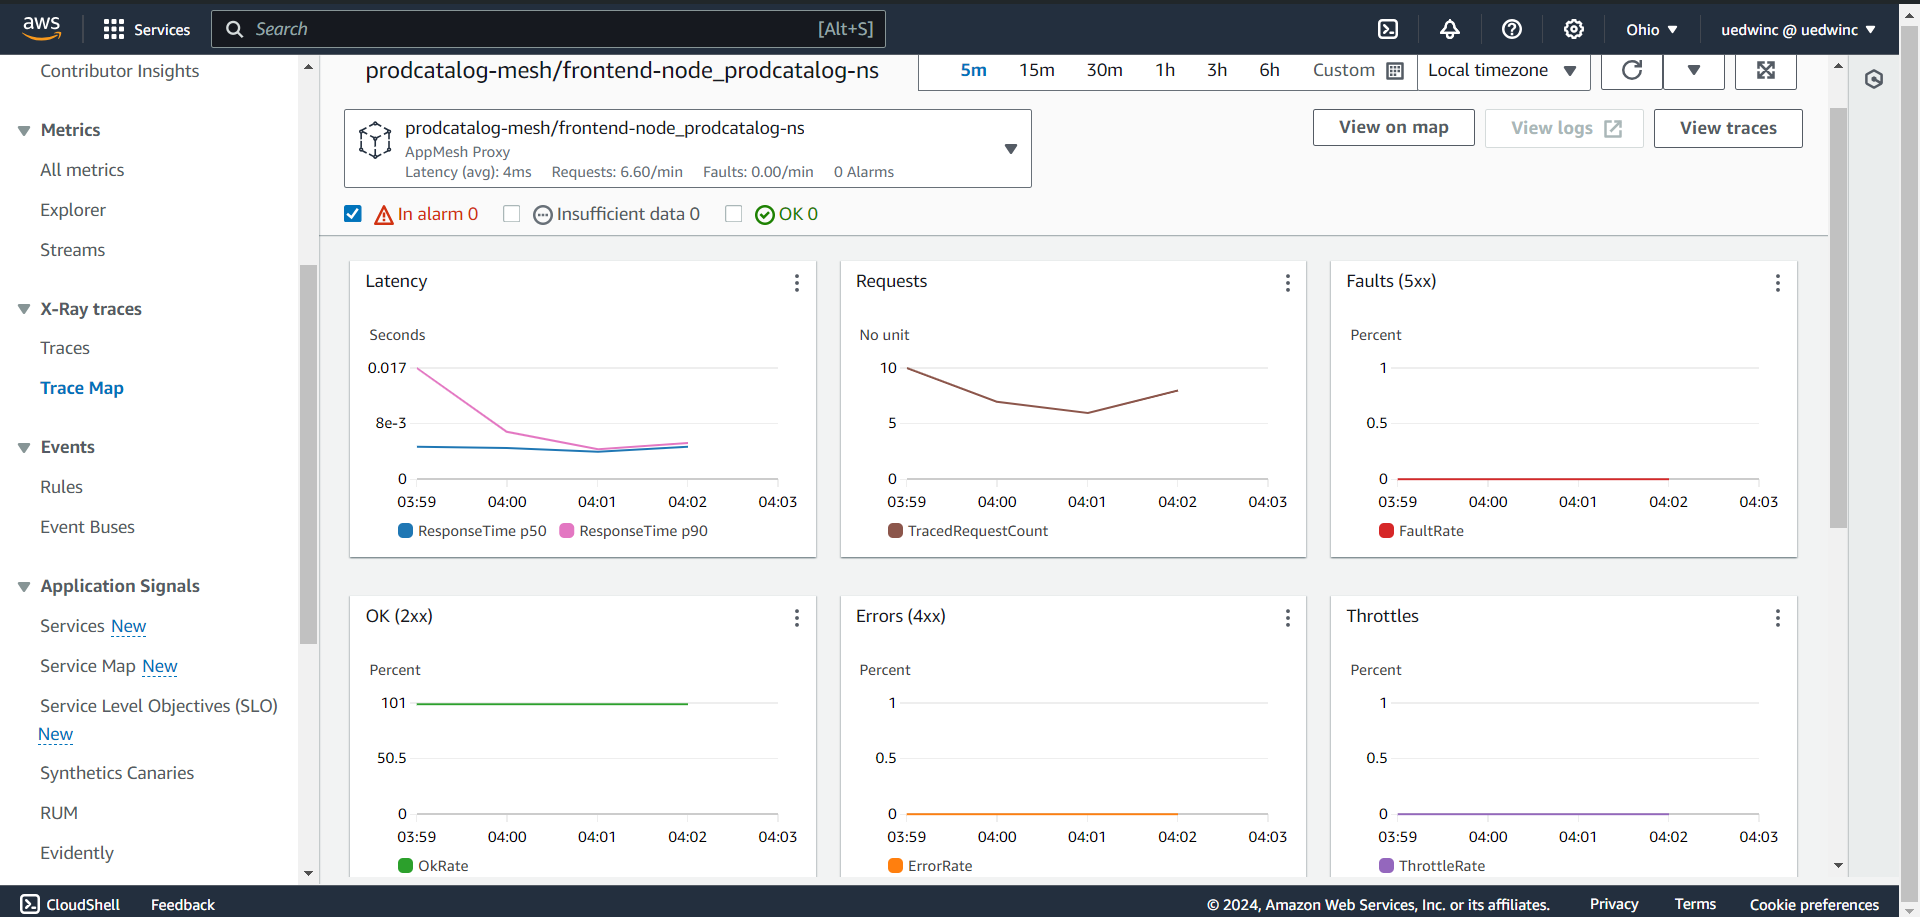 aws
Services
Search
[Alt+S]
Ohio
uedwinc @ uedwinc
Contributor Insights
Metrics
All metrics
Explorer
Streams
X-Ray traces
Traces
Trace Map
Events
Rules
Event Buses
Application Signals
Services New
Service Map New
Service Level Objectives (SLO)
New
Synthetics Canaries
RUM
Evidently
prodcatalog-mesh/frontend-node_prodcatalog-ns
5m 15m 30m 1h 3h 6h Custom
Local timezone
prodcatalog-mesh/frontend-node_prodcatalog-ns
AppMesh Proxy
Latency (avg): 4ms Requests: 6.60/min Faults: 0.00/min 0 Alarms
View on map
View logs
View traces
In alarm 0
Insufficient data 0
OK 0
Latency
Seconds
0.017
8e-3
0
03:59 04:00 04:01 04:02 04:03
ResponseTime p50 ResponseTime p90
Requests
No unit
10
5
0
03:59 04:00 04:01 04:02 04:03
TracedRequestCount
Faults (5xx)
Percent
1
0.5
0
03:59 04:00 04:01 04:02 04:03
FaultRate
OK (2xx)
Percent
101
50.5
0
03:59 04:00 04:01 04:02 04:03
OkRate
Errors (4xx)
Percent
1
0.5
0
03:59 04:00 04:01 04:02 04:03
ErrorRate
Throttles
Percent
1
0.5
0
03:59 04:00 04:01 04:02 04:03
ThrottleRate
CloudShell
Feedback
© 2024, Amazon Web Services, Inc. or its affiliates.
Privacy
Terms
Cookie preferences